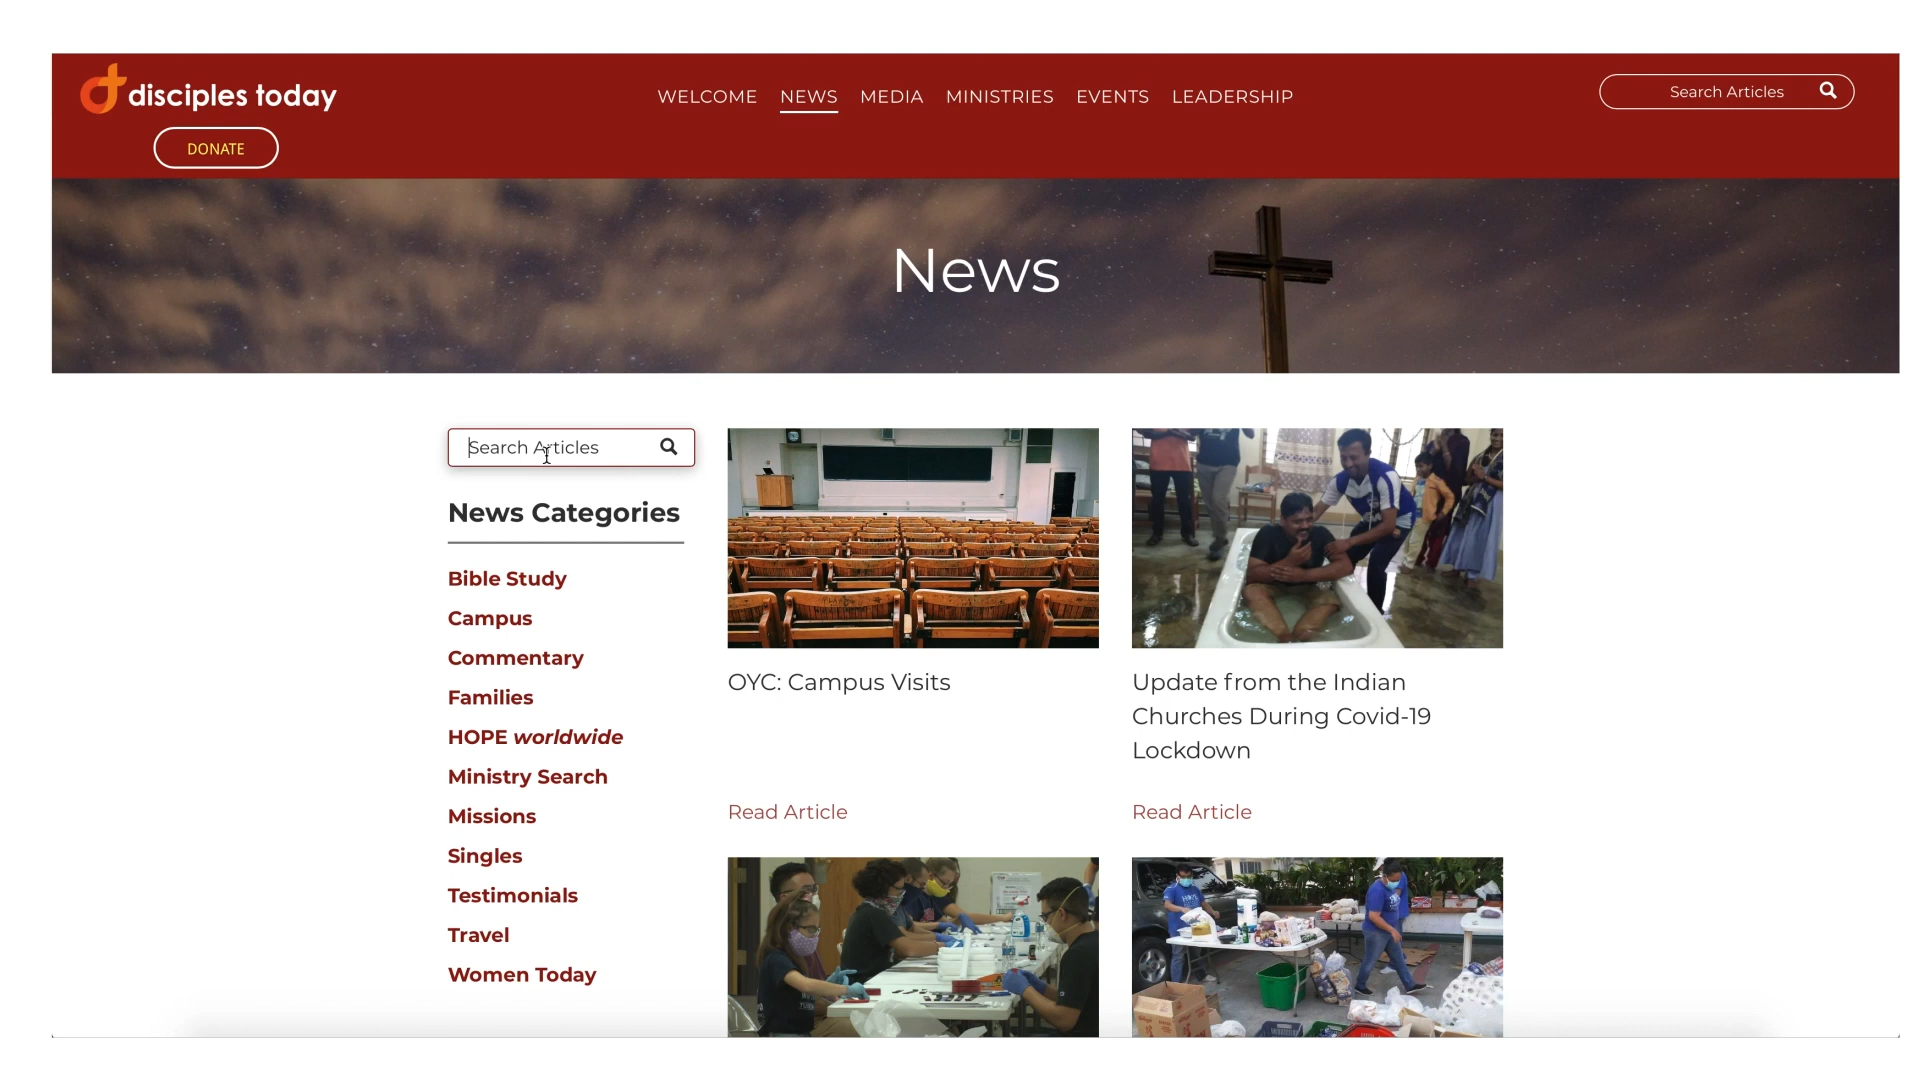 disciples today
DONATE
WELCOME NEWS MEDIA MINISTRIES EVENTS LEADERSHIP
Search Articles
News
Search Articles
News Categories
Bible Study
Campus
Commentary
Families
HOPE worldwide
Ministry Search
Missions
Singles
Testimonials
Travel
Women Today
OYC: Campus Visits
Read Article
Update from the Indian
Churches During Covid-19
Lockdown
Read Article